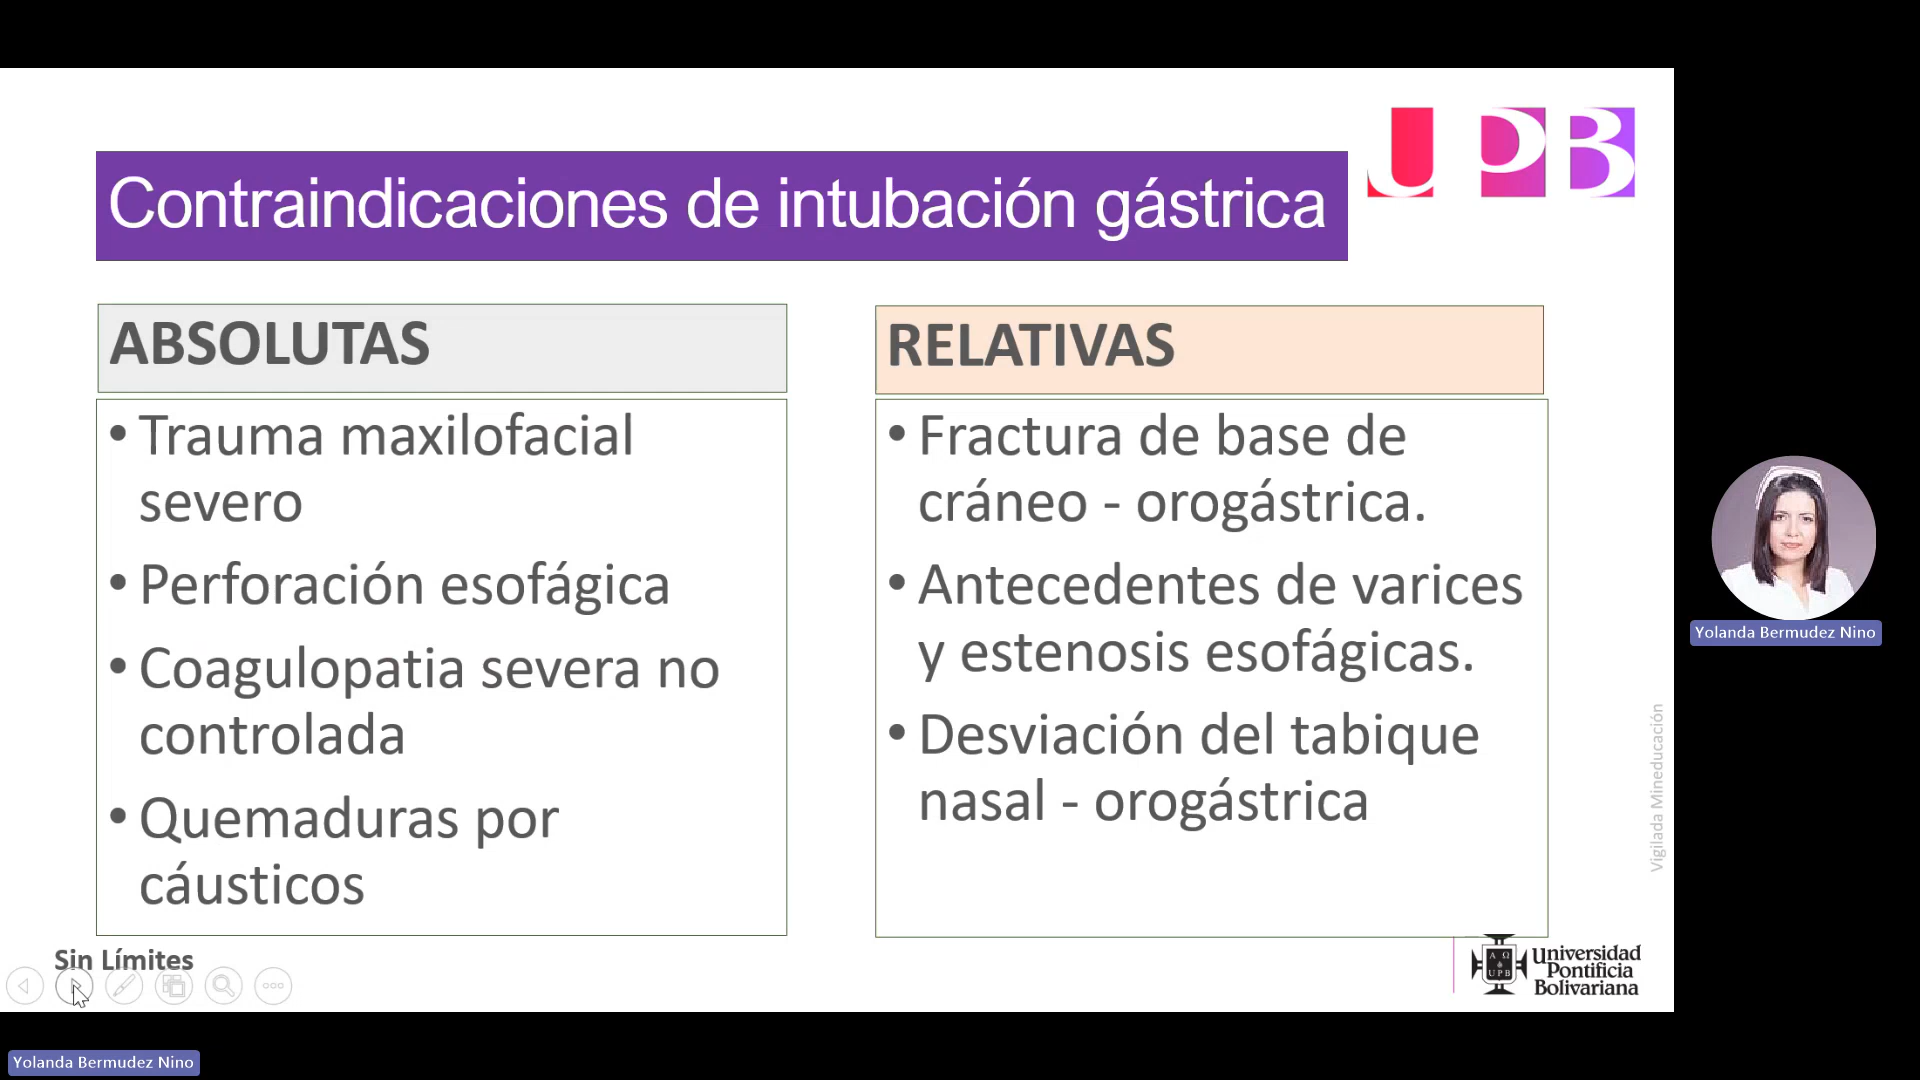 UPB
Contraindicaciones de intubación gástrica
ABSOLUTAS
• Trauma maxilofacial
severo
• Perforación esofágica
• Coagulopatia severa no
controlada
• Quemaduras por
cáusticos
RELATIVAS
• Fractura de base de
cráneo - orogástrica.
• Antecedentes de varices
y estenosis esofágicas.
• Desviación del tabique
nasal - orogástrica
Vigilada Mineducación
Sin Límites
A Ω
UPB
Universidad
Pontificia
Bolivariana
Yolanda Bermudez Nino
Yolanda Bermudez Nino